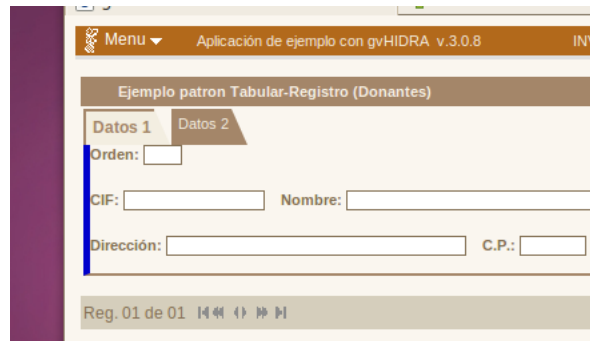 Menu Aplicación de ejemplo con gvHIDRA v.3.0.8
Ejemplo patron Tabular-Registro (Donantes)
Datos 1 Datos 2
Orden:
CIF: Nombre:
Dirección: C.P.:
Reg. 01 de 01